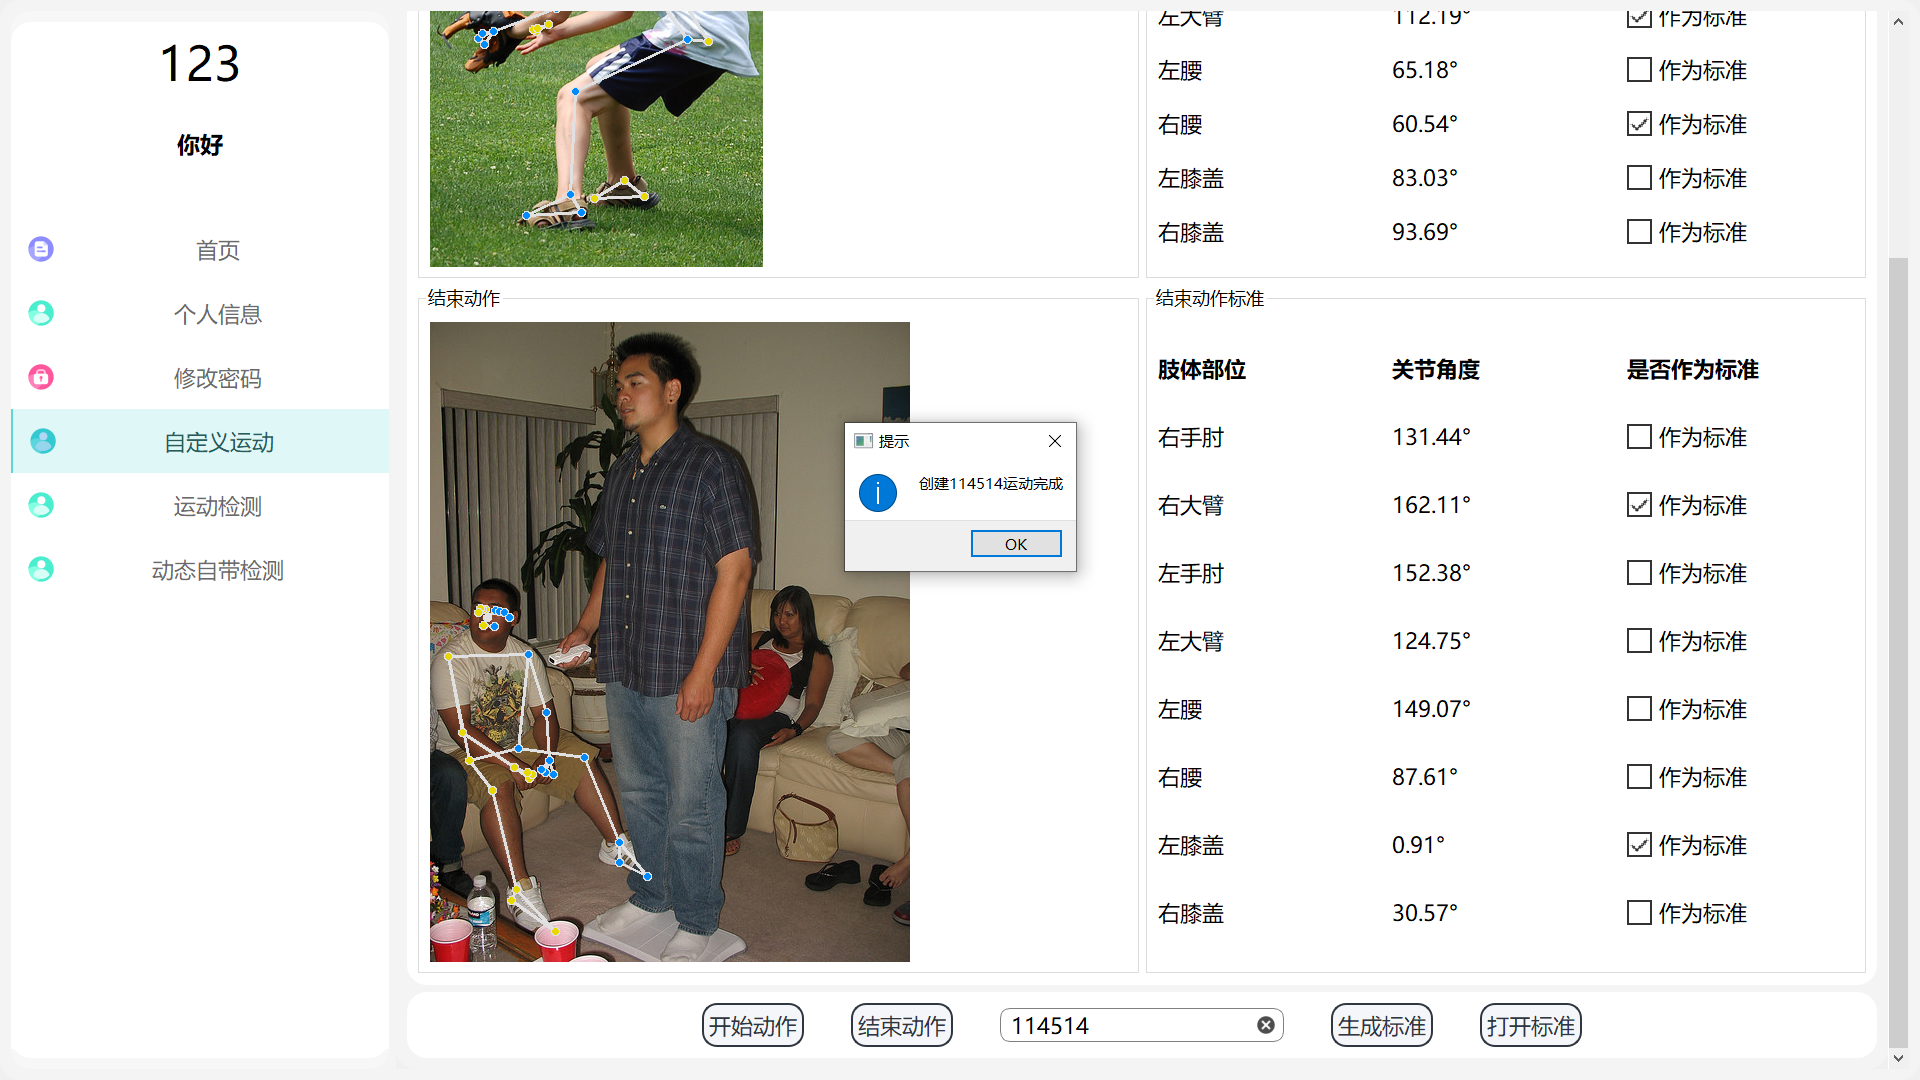 123
你好
首页
个人信息
修改密码
自定义运动
运动检测
动态自带检测
左大臂 112.19° 作为标准
左腰 65.18° 作为标准
右腰 60.54° 作为标准
左膝盖 83.03° 作为标准
右膝盖 93.69° 作为标准
结束动作
结束动作标准
肢体部位 关节角度 是否作为标准
右手肘 131.44° 作为标准
右大臂 162.11° 作为标准
左手肘 152.38° 作为标准
左大臂 124.75° 作为标准
左腰 149.07° 作为标准
右腰 87.61° 作为标准
左膝盖 0.91° 作为标准
右膝盖 30.57° 作为标准
提示
创建114514运动完成
OK
开始动作 结束动作 114514 生成标准 打开标准